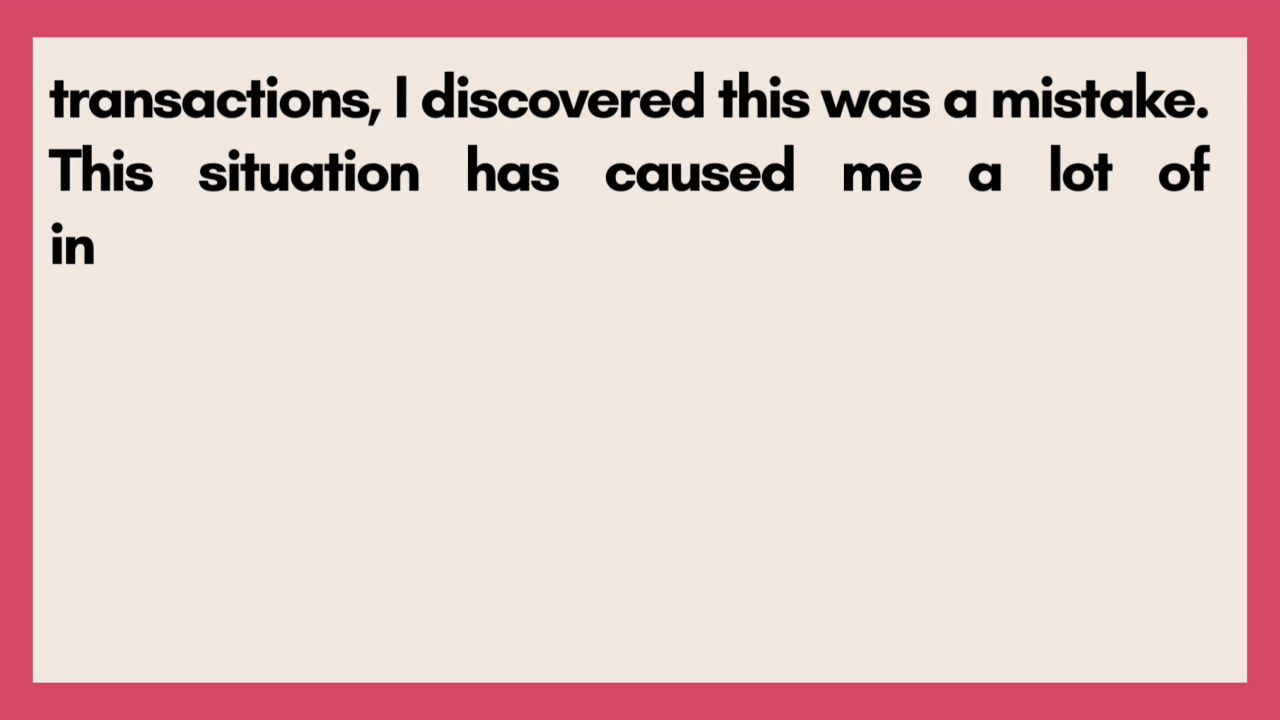 transactions, I discovered this was a mistake.
This situation has caused me a lot of
in